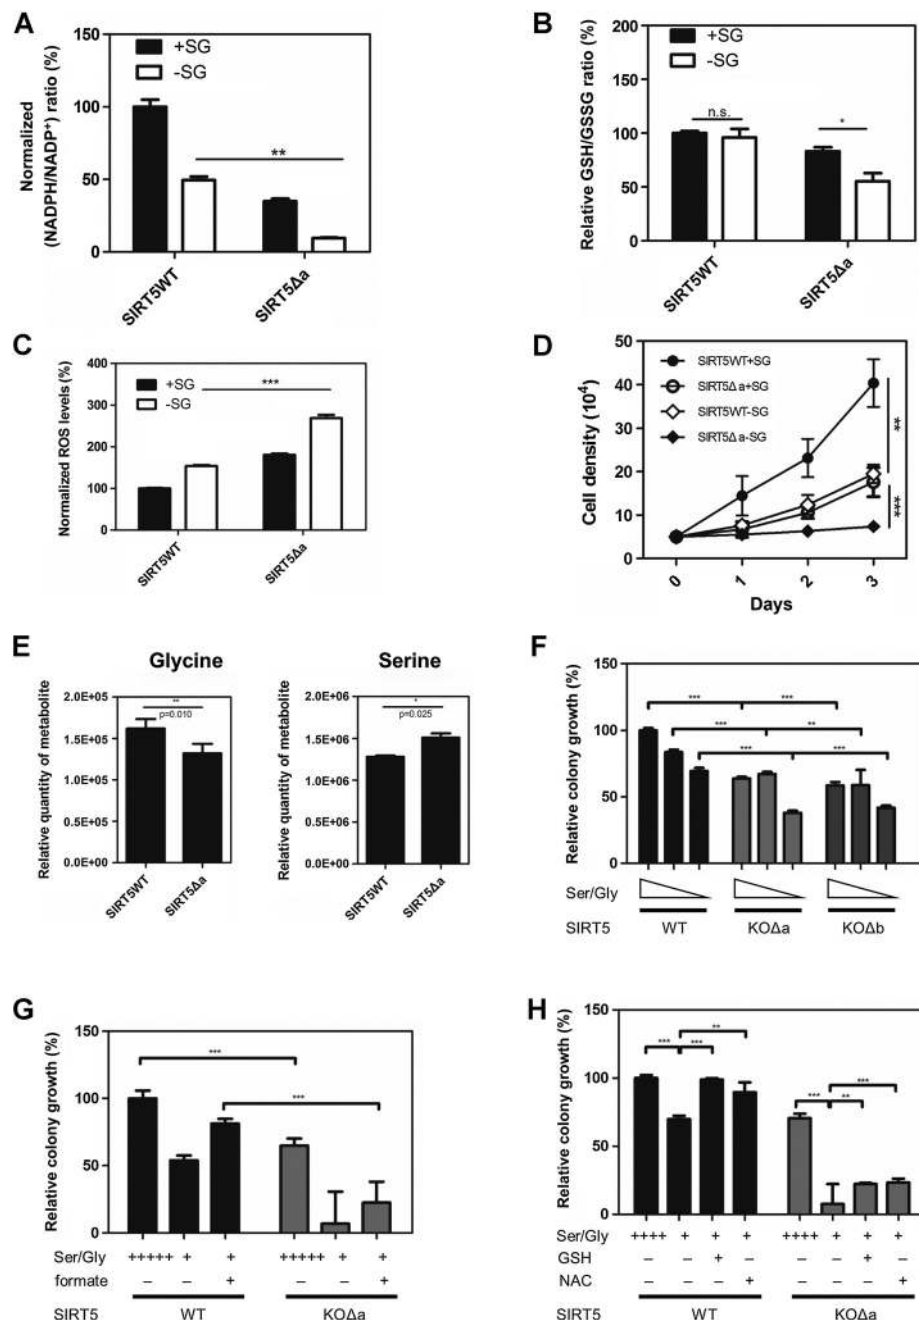 A
Normalized
(NADPH/NADP⁺) ratio (%)
150
100
50
0
+SG
-SG
**
SIRT5WT
SIRT5Δa
B
Relative GSH/GSSG ratio (%)
200
150
100
50
0
+SG
-SG
n.s.
*
SIRT5WT
SIRT5Δa
C
Normalized ROS levels (%)
400
300
200
100
0
+SG
-SG
***
SIRT5WT
SIRT5Δa
D
Cell density (10⁴)
50
40
30
20
10
0
SIRT5WT+SG
SIRT5Δa+SG
SIRT5WT-SG
SIRT5Δa-SG
**
***
0 1 2 3
Days
E
Glycine
Relative quantity of metabolite
2.0E+05
1.5E+05
1.0E+05
5.0E+04
0.0E+00
**
p=0.010
SIRT5WT
SIRT5Δa
Serine
Relative quantity of metabolite
2.0E+06
1.5E+06
1.0E+06
5.0E+05
0.0E+00
*
p=0.025
SIRT5WT
SIRT5Δa
F
Relative colony growth (%)
150
100
50
0
*** ***
*** **
*** ***
Ser/Gly
SIRT5 WT KOΔa KOΔb
G
Relative colony growth (%)
150
100
50
0
***
***
Ser/Gly +++++ + + +++++ + +
formate – – + – – +
SIRT5 WT KOΔa
H
Relative colony growth (%)
150
100
50
0
**
*** ***
***
*** **
Ser/Gly ++++ + + + ++++ + + +
GSH – – + – – – + –
NAC – – – + – – – +
SIRT5 WT KOΔa